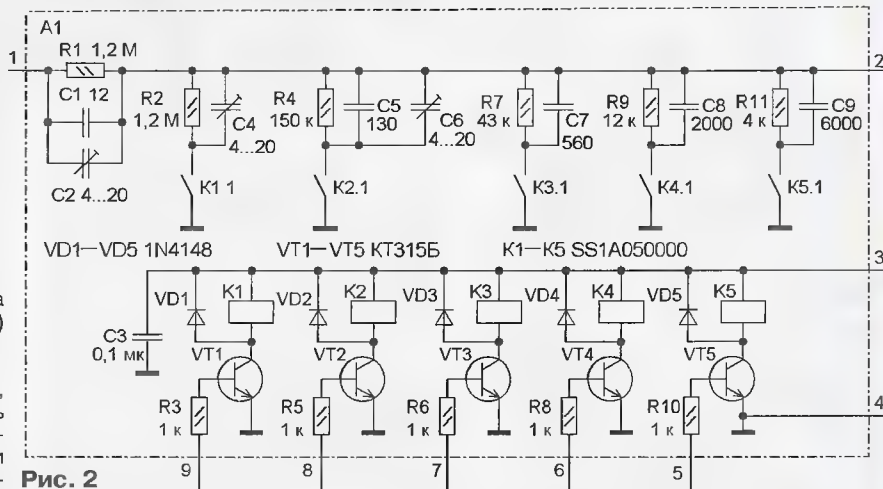 A1
1
R1 1,2 М
C1 12
C2 4...20
R2
1,2 М
C4
4...20
R4
150 к
C5
130
C6
4...20
R7
43 к
C7
560
R9
12 к
C8
2000
R11
4 к
C9
6000
2
K1 1
K2.1
K3.1
K4.1
K5.1
VD1—VD5 1N4148
VT1—VT5 КТ315Б
K1—K5 SS1A050000
3
C3
0,1 мк
VD1
K1
VD2
K2
VD3
K3
VD4
K4
VD5
K5
VT1
VT2
VT3
VT4
VT5
R3
1 к
R5
1 к
R6
1 к
R8
1 к
R10
1 к
4
9
8
7
6
5
Рис. 2